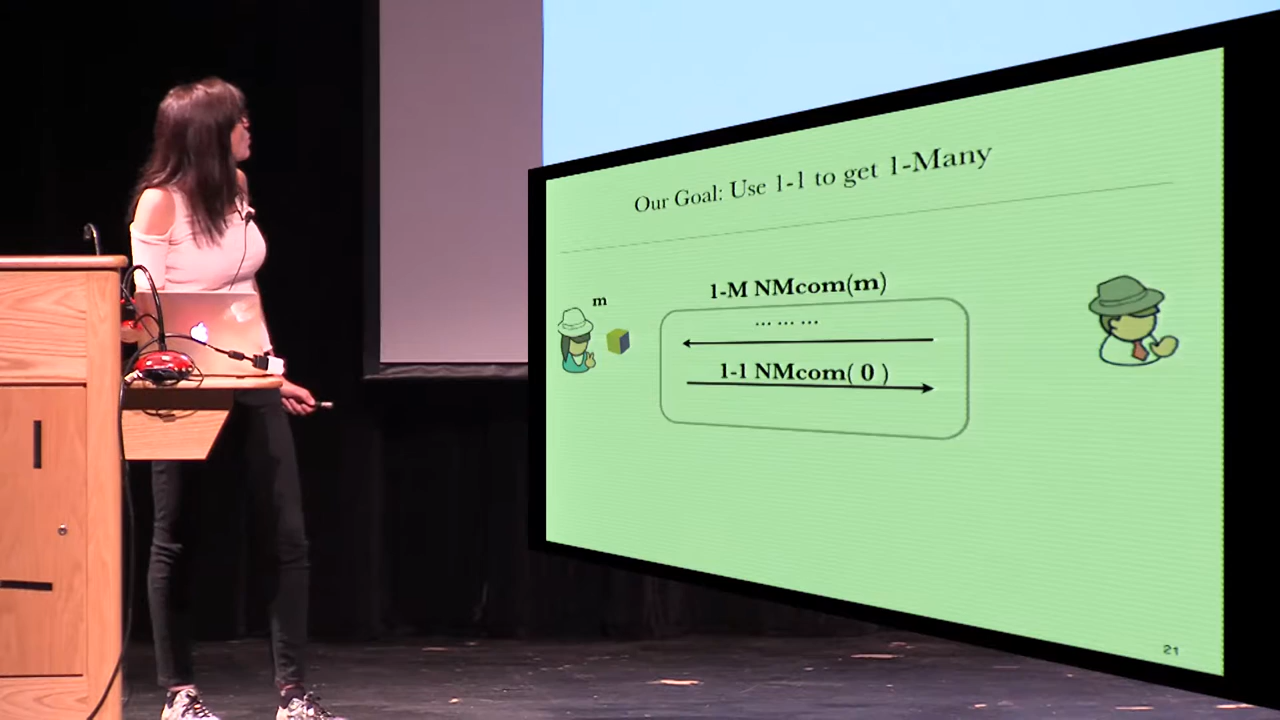 Our Goal: Use 1-1 to get 1-Many
m
1-M NMcom(m)
... ... ...
1-1 NMcom( 0 )
21